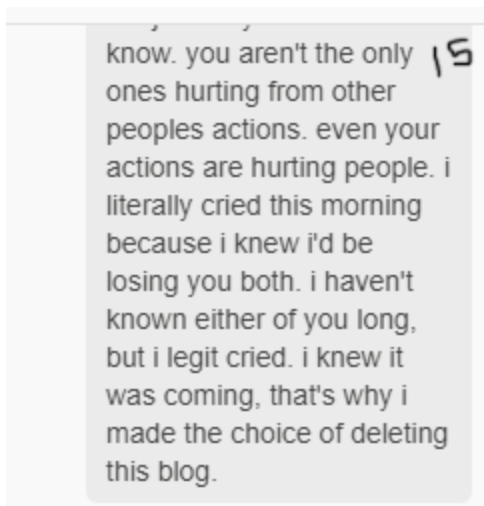 know. you aren't the only 15
ones hurting from other
peoples actions. even your
actions are hurting people. i
literally cried this morning
because i knew i'd be
losing you both. i haven't
known either of you long,
but i legit cried. i knew it
was coming, that's why i
made the choice of deleting
this blog.